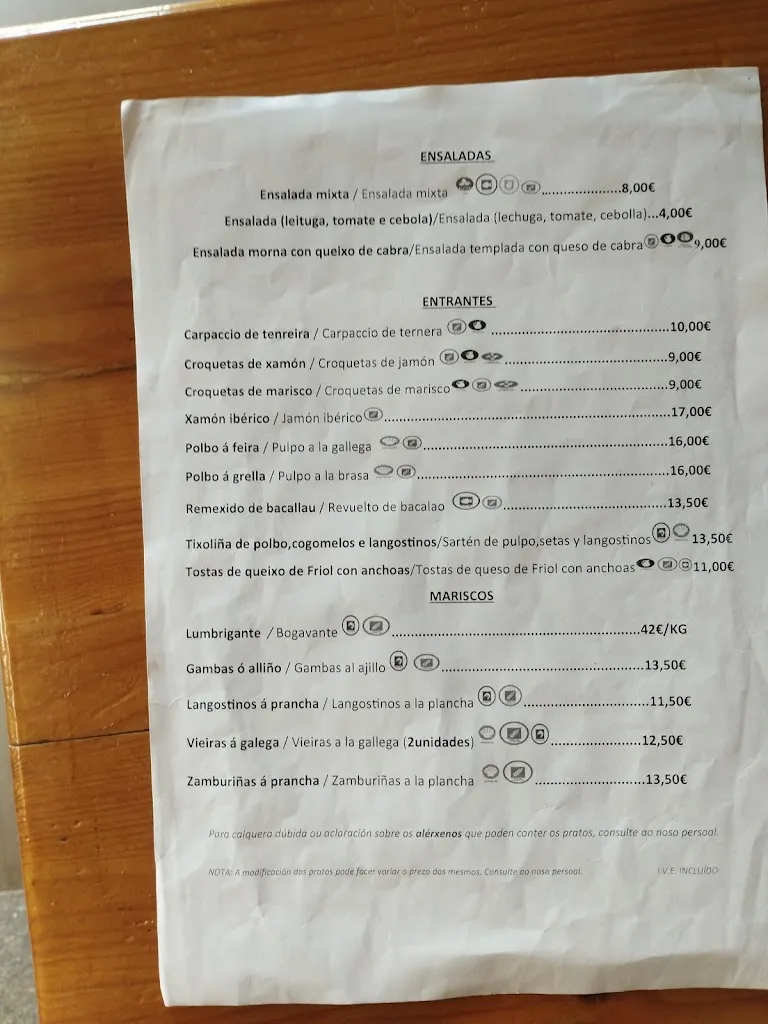 ENSALADAS
Ensalada mixta / Ensalada mixta ....................8,00€
Ensalada (leituga, tomate e cebola)/Ensalada (lechuga, tomate, cebolla)...4,00€
Ensalada morna con queixo de cabra/Ensalada templada con queso de cabra 9,00€
ENTRANTES
Carpaccio de tenreira / Carpaccio de ternera .............................................10,00€
Croquetas de xamón / Croquetas de jamón .........................................9,00€
Croquetas de marisco / Croquetas de marisco .....................................9,00€
Xamón ibérico / Jamón ibérico.........................................................................17,00€
Polbo á feira / Pulpo a la gallega .............................................................16,00€
Polbo á grella / Pulpo a la brasa ................................................................16,00€
Remexido de bacallau / Revuelto de bacalao .........................................13,50€
Tixoliña de polbo,cogomelos e langostinos/Sartén de pulpo,setas y langostinos 13,50€
Tostas de queixo de Friol con anchoas/Tostas de queso de Friol con anchoas 11,00€
MARISCOS
Lumbrigante / Bogavante ..............................................................42€/KG
Gambas ó alliño / Gambas al ajillo ...................................................13,50€
Langostinos á prancha / Langostinos a la plancha ................................11,50€
Vieiras á galega / Vieiras a la gallega (2unidades) .......................12,50€
Zamburiñas á prancha / Zamburiñas a la plancha ............................13,50€
Para calquera dubida ou aclaración sobre os alérxenos que poden conter os pratos, consulte ao noso persoal.
NOTA: A modificación dos pratos pode facer variar o prezo dos mesmos. Consulte ao noso persoal. I.V.E. INCLUÍDO